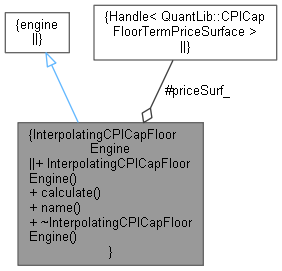 {engine
||}
{Handle< QuantLib::CPICap
FloorTermPriceSurface >
||}
#priceSurf_
{InterpolatingCPICapFloor
Engine
||+ InterpolatingCPICapFloor
Engine()
+ calculate()
+ name()
+ ~InterpolatingCPICapFloor
Engine()
}